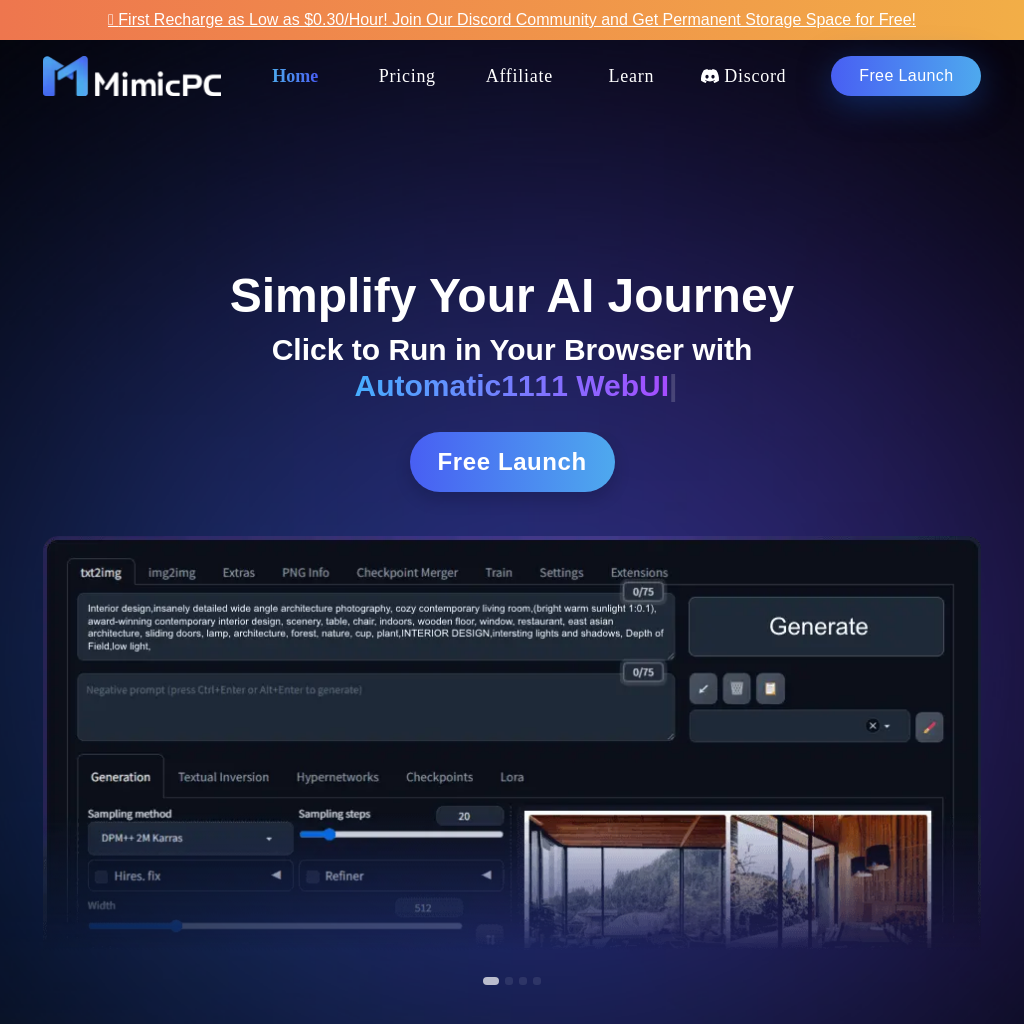 First Recharge as Low as $0.30/Hour! Join Our Discord Community and Get Permanent Storage Space for Free!
MimicPC
Home
Pricing
Affiliate
Learn
Discord
Free Launch
Simplify Your AI Journey
Click to Run in Your Browser with
Automatic1111 WebUI|
Free Launch
txt2img
img2img
Extras
PNG Info
Checkpoint Merger
Train
Settings
Extensions
0/75
Interior design,insanely detailed wide angle architecture photography, cozy contemporary living room,(bright warm sunlight 1:0.1),
award-winning contemporary interior design, scenery, table, chair, indoors, wooden floor, window, restaurant, east asian
architecture, sliding doors, lamp, architecture, forest, nature, cup, plant,INTERIOR DESIGN,intersting lights and shadows, Depth of
Field,low light,
Generate
0/75
Negative prompt (press Ctrl+Enter or Alt+Enter to generate)
Generation
Textual Inversion
Hypernetworks
Checkpoints
Lora
Sampling method
Sampling steps
20
DPM++ 2M Karras
Hires. fix
Refiner
Width
512